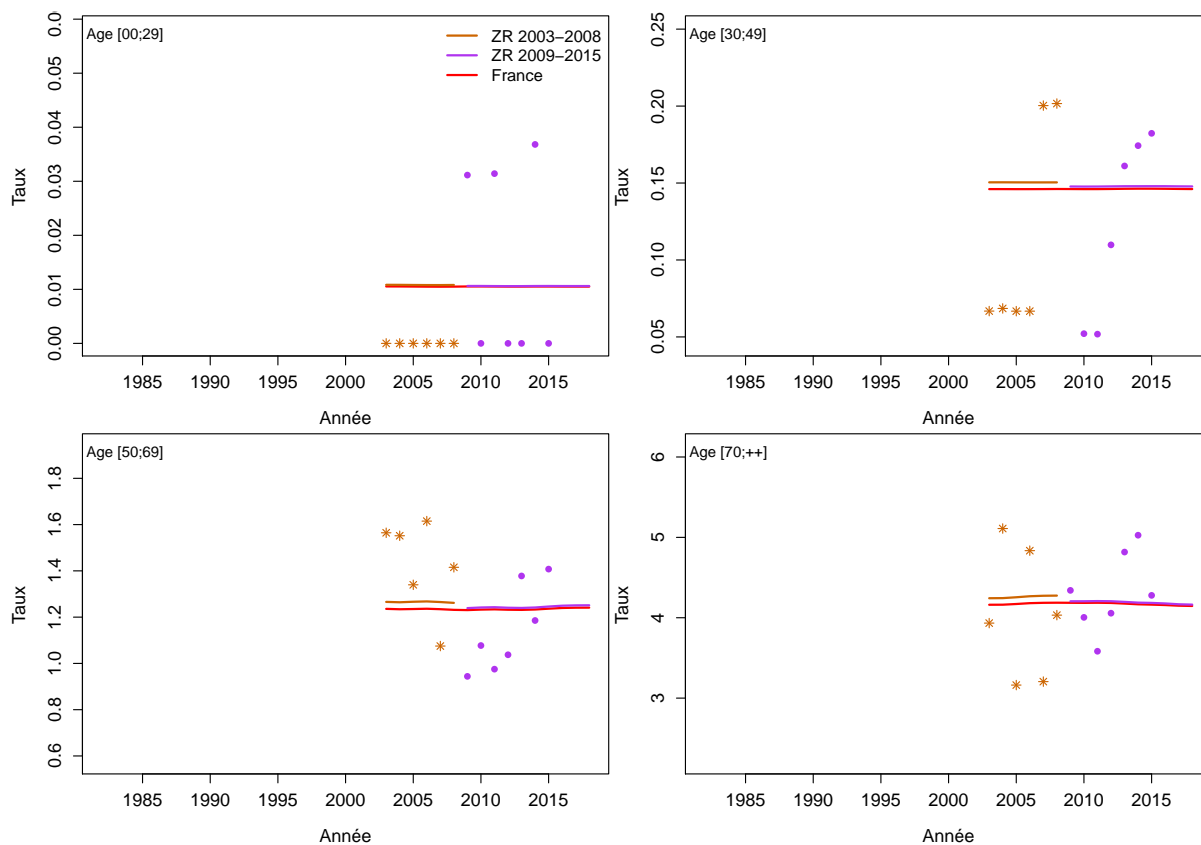 Age [00;29]
ZR 2003−2008
ZR 2009−2015
France
Taux
0.00
0.01
0.02
0.03
0.04
0.05
0.0
1985 1990 1995 2000 2005 2010 2015
Année
Age [30;49]
Taux
0.05
0.10
0.15
0.20
0.25
1985 1990 1995 2000 2005 2010 2015
Année
Age [50;69]
Taux
0.6
0.8
1.0
1.2
1.4
1.6
1.8
1985 1990 1995 2000 2005 2010 2015
Année
Age [70;++]
Taux
3
4
5
6
1985 1990 1995 2000 2005 2010 2015
Année